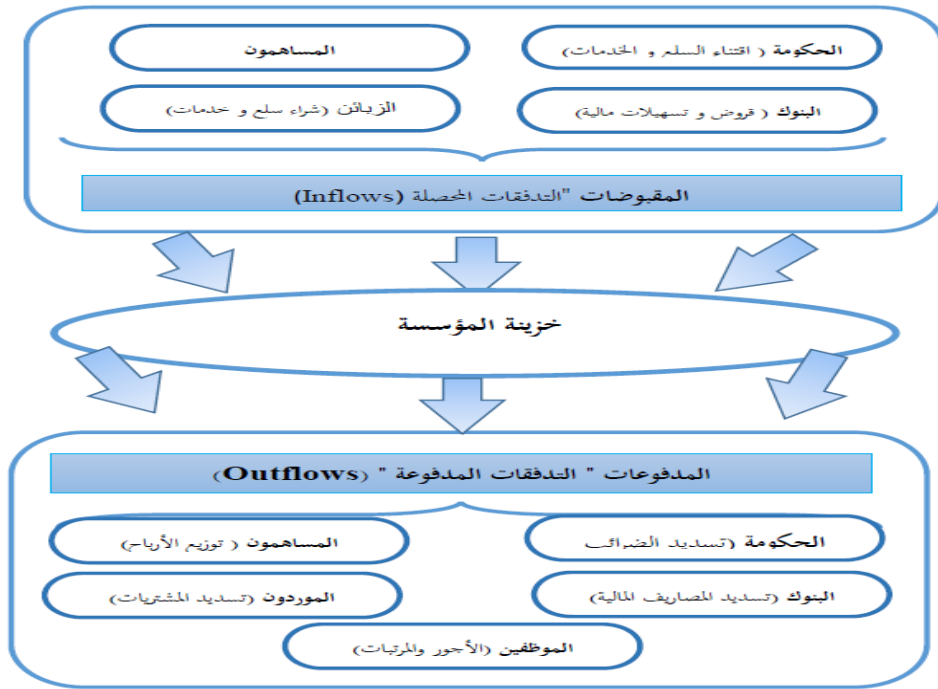 الحكومة ( اقتناء السلع و الخدمات)
المساهمون
البنوك ( قروض و تسهيلات مالية)
الزبائن (شراء سلع و خدمات)
المقبوضات "التدفقات المحصلة (Inflows)
خزينة المؤسسة
المدفوعات " التدفقات المدفوعة " (Outflows)
الحكومة (تسديد الضرائب
المساهمون ( توزيع الأرباح)
البنوك (تسديد المصاريف المالية)
الموردون (تسديد المشتريات)
الموظفين (الأجور والمرتبات)